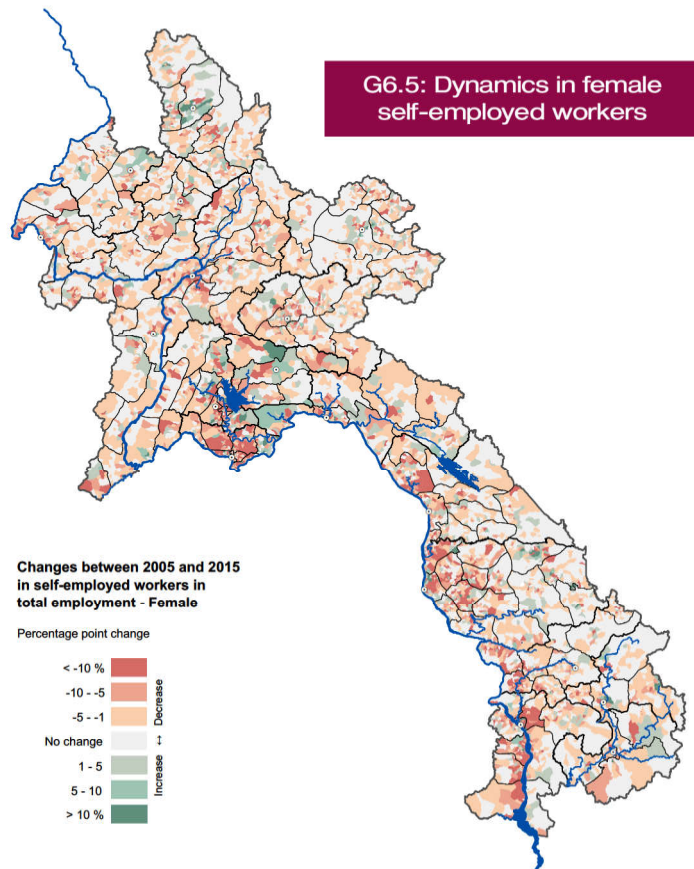 G6.5: Dynamics in female
self-employed workers
Changes between 2005 and 2015
in self-employed workers in
total employment - Female
Percentage point change
< -10 %
-10 - -5
-5 - -1
No change
1 - 5
5 - 10
> 10 %
Decrease
↔
Increase